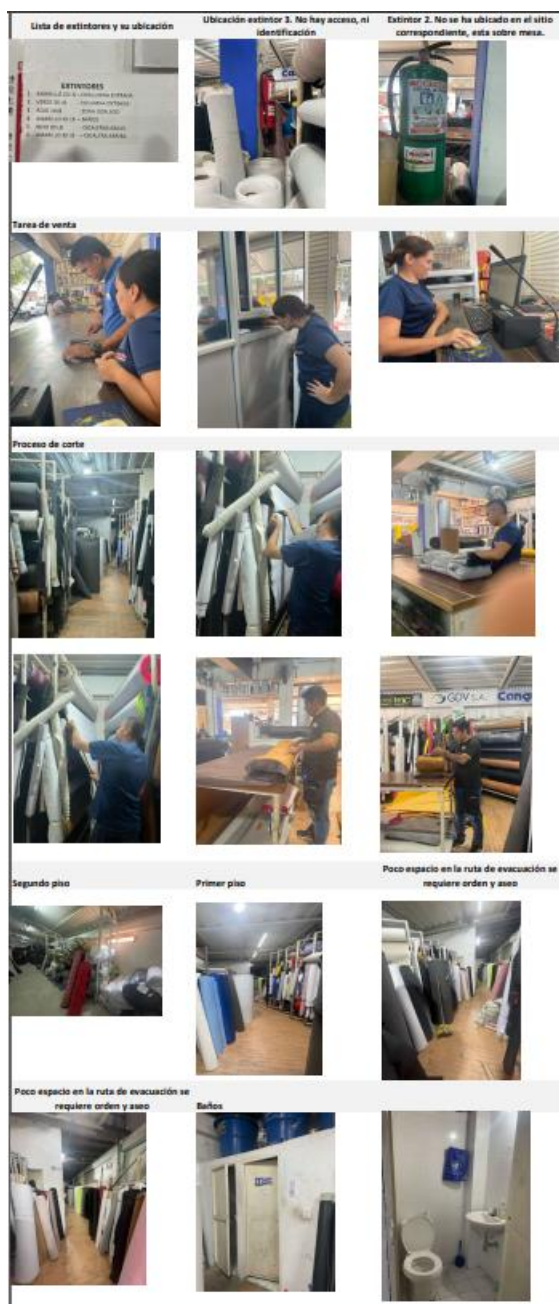 Lista de extintores y su ubicación
Ubicación extintor 3. No hay acceso, ni
identificación
Extintor 2. No se ha ubicado en el sitio
correspondiente, esta sobre mesa.
EXTINTORES
Tarea de venta
Proceso de corte
GDV S.A.
Segundo piso
Primer piso
Poco espacio en la ruta de evacuación se
requiere orden y aseo
Poco espacio en la ruta de evacuación se
requiere orden y aseo
Baños